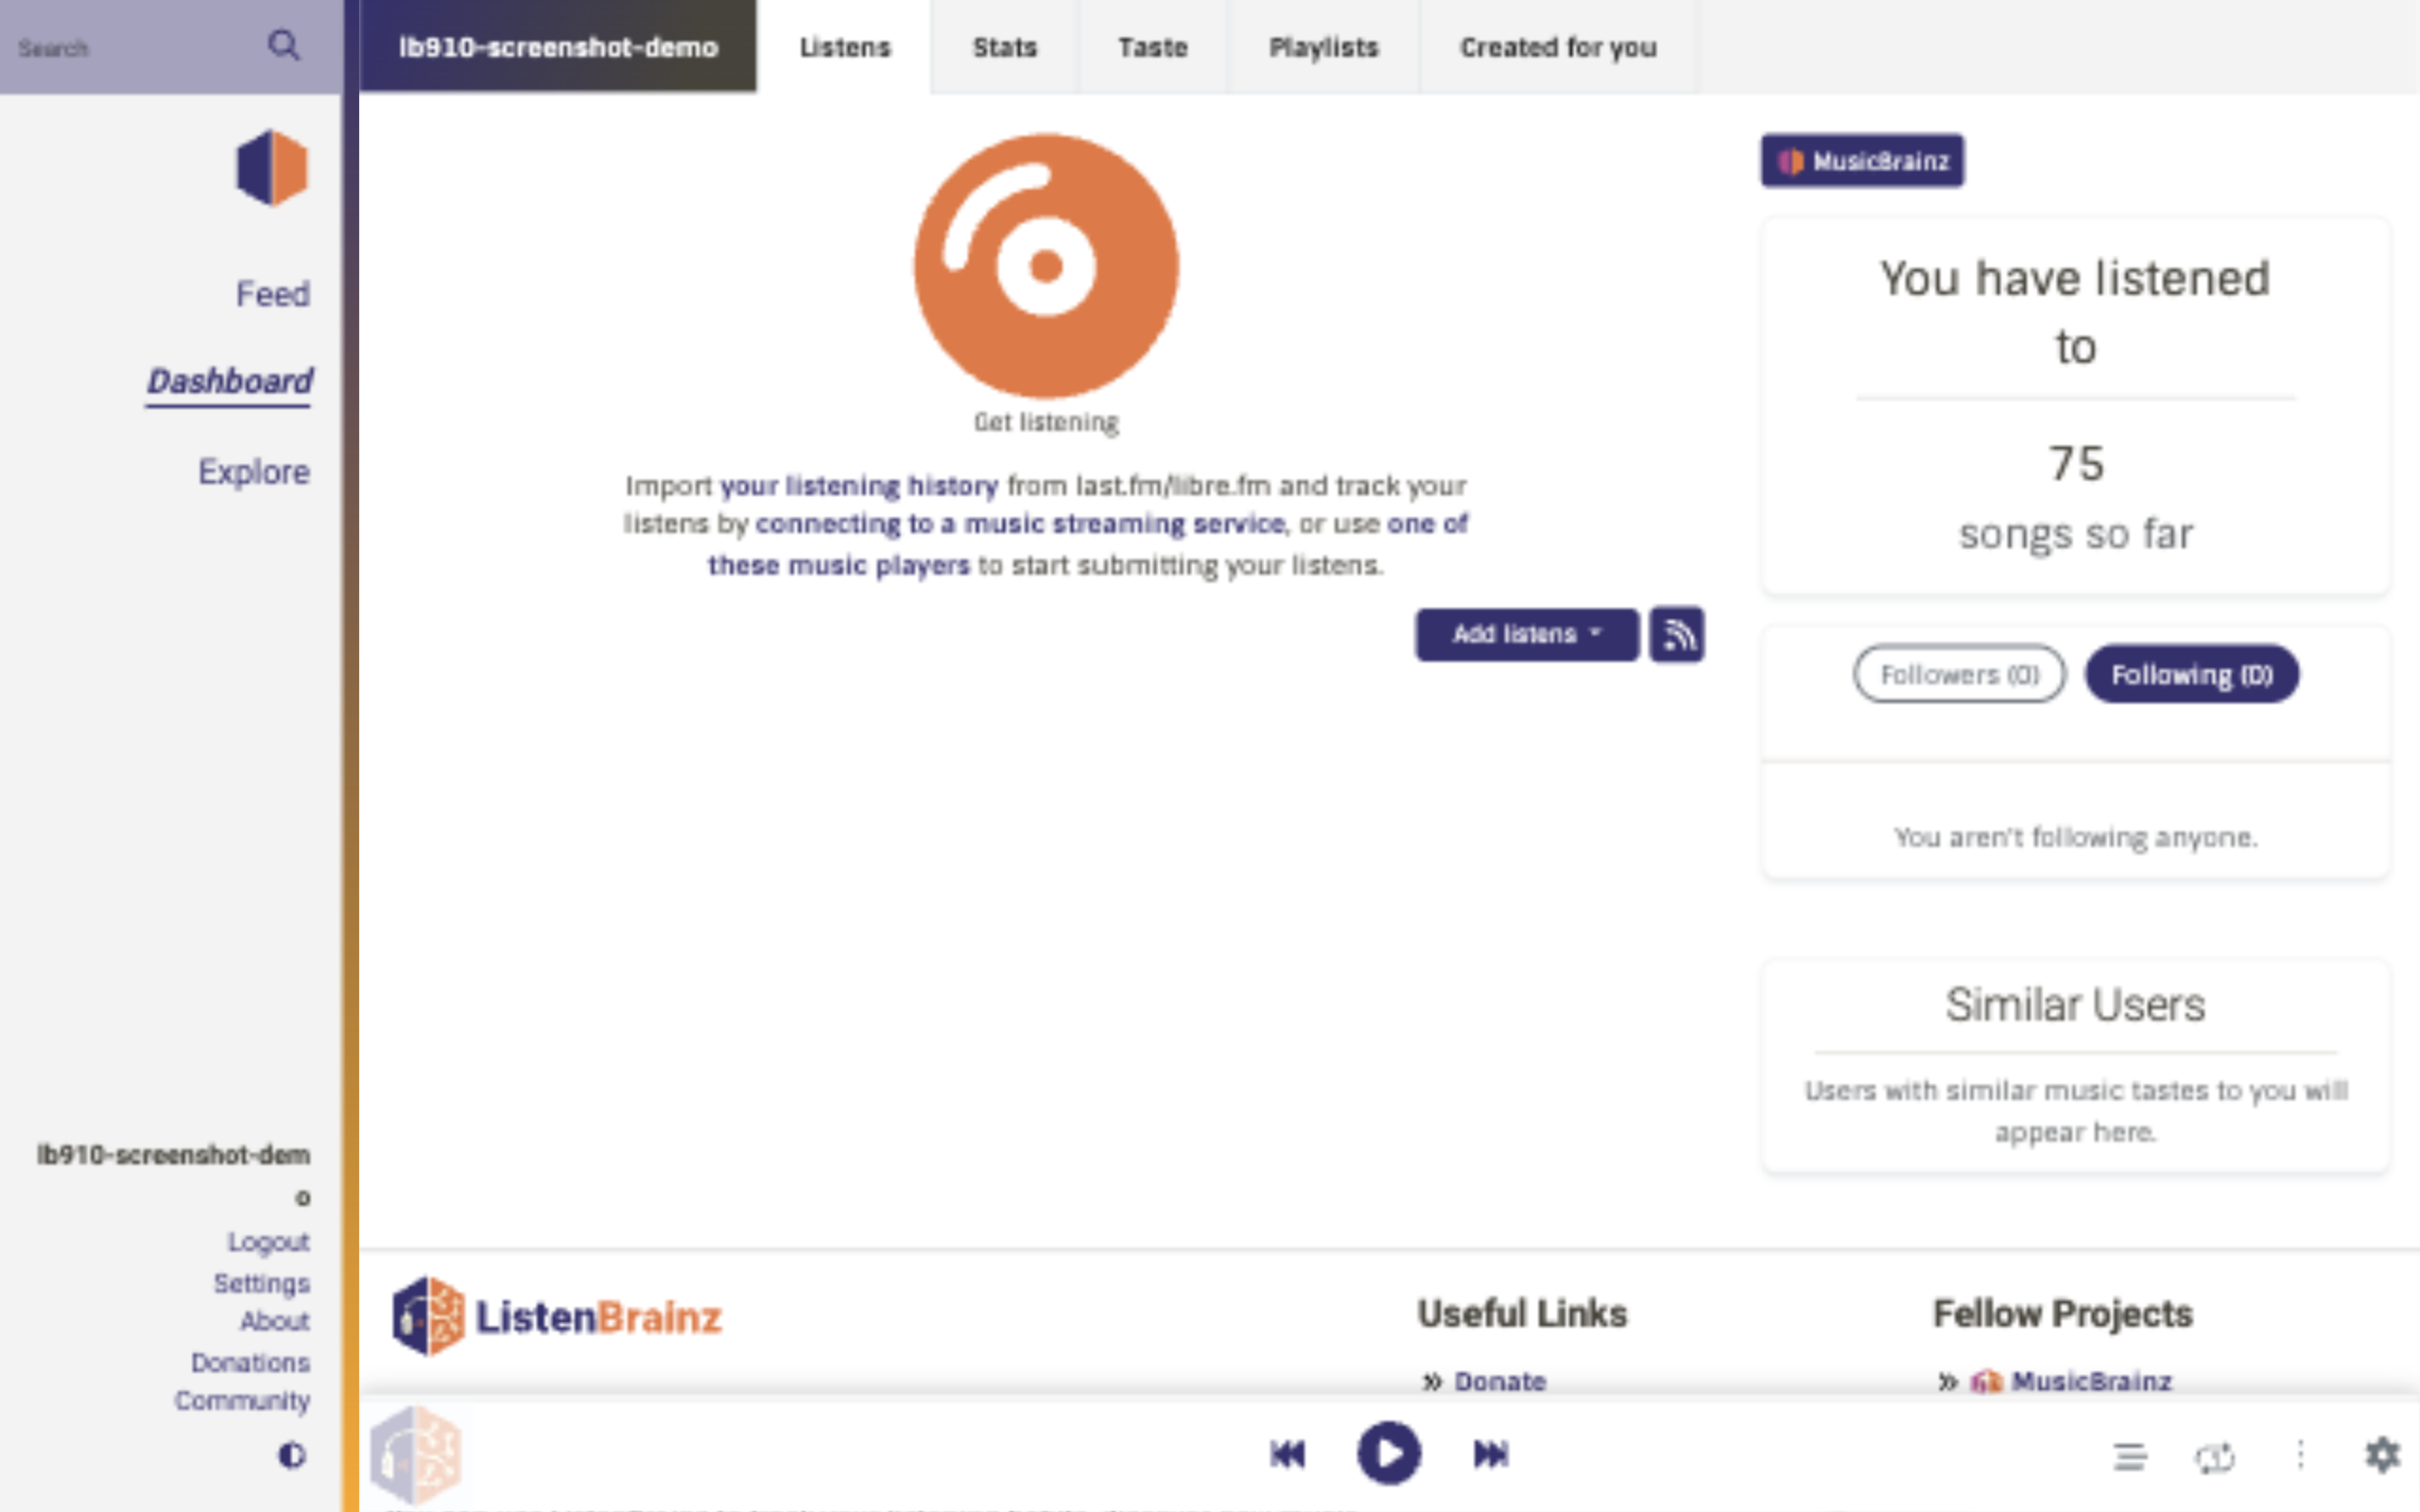 Search
lb910-screenshot-demo
Listens
Stats
Taste
Playlists
Created for you
Feed
Dashboard
Explore
lb910-screenshot-dem
o
Logout
Settings
About
Donations
Community
Get listening
Import your listening history from last.fm/libre.fm and track your
listens by connecting to a music streaming service, or use one of
these music players to start submitting your listens.
Add listens
MusicBrainz
You have listened
to
75
songs so far
Followers (0)
Following (0)
You aren't following anyone.
Similar Users
Users with similar music tastes to you will
appear here.
ListenBrainz
Useful Links
» Donate
Fellow Projects
» MusicBrainz